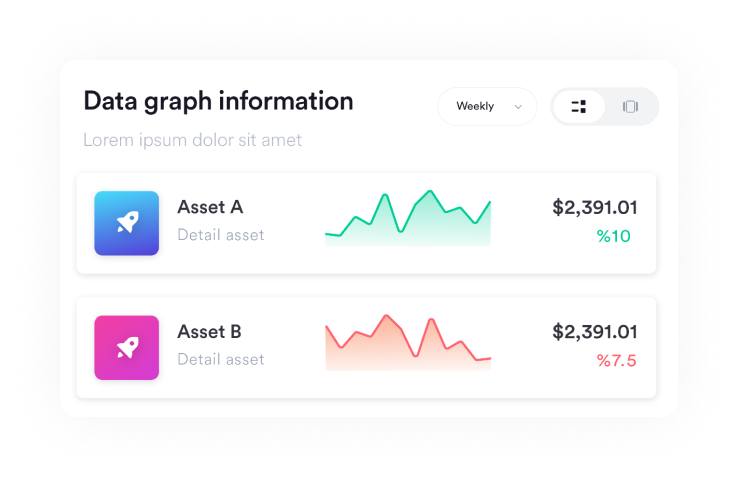 Data graph information
Weekly
Lorem ipsum dolor sit amet
Asset A
$2,391.01
Detail asset
%10
Asset B
$2,391.01
Detail asset
%7.5